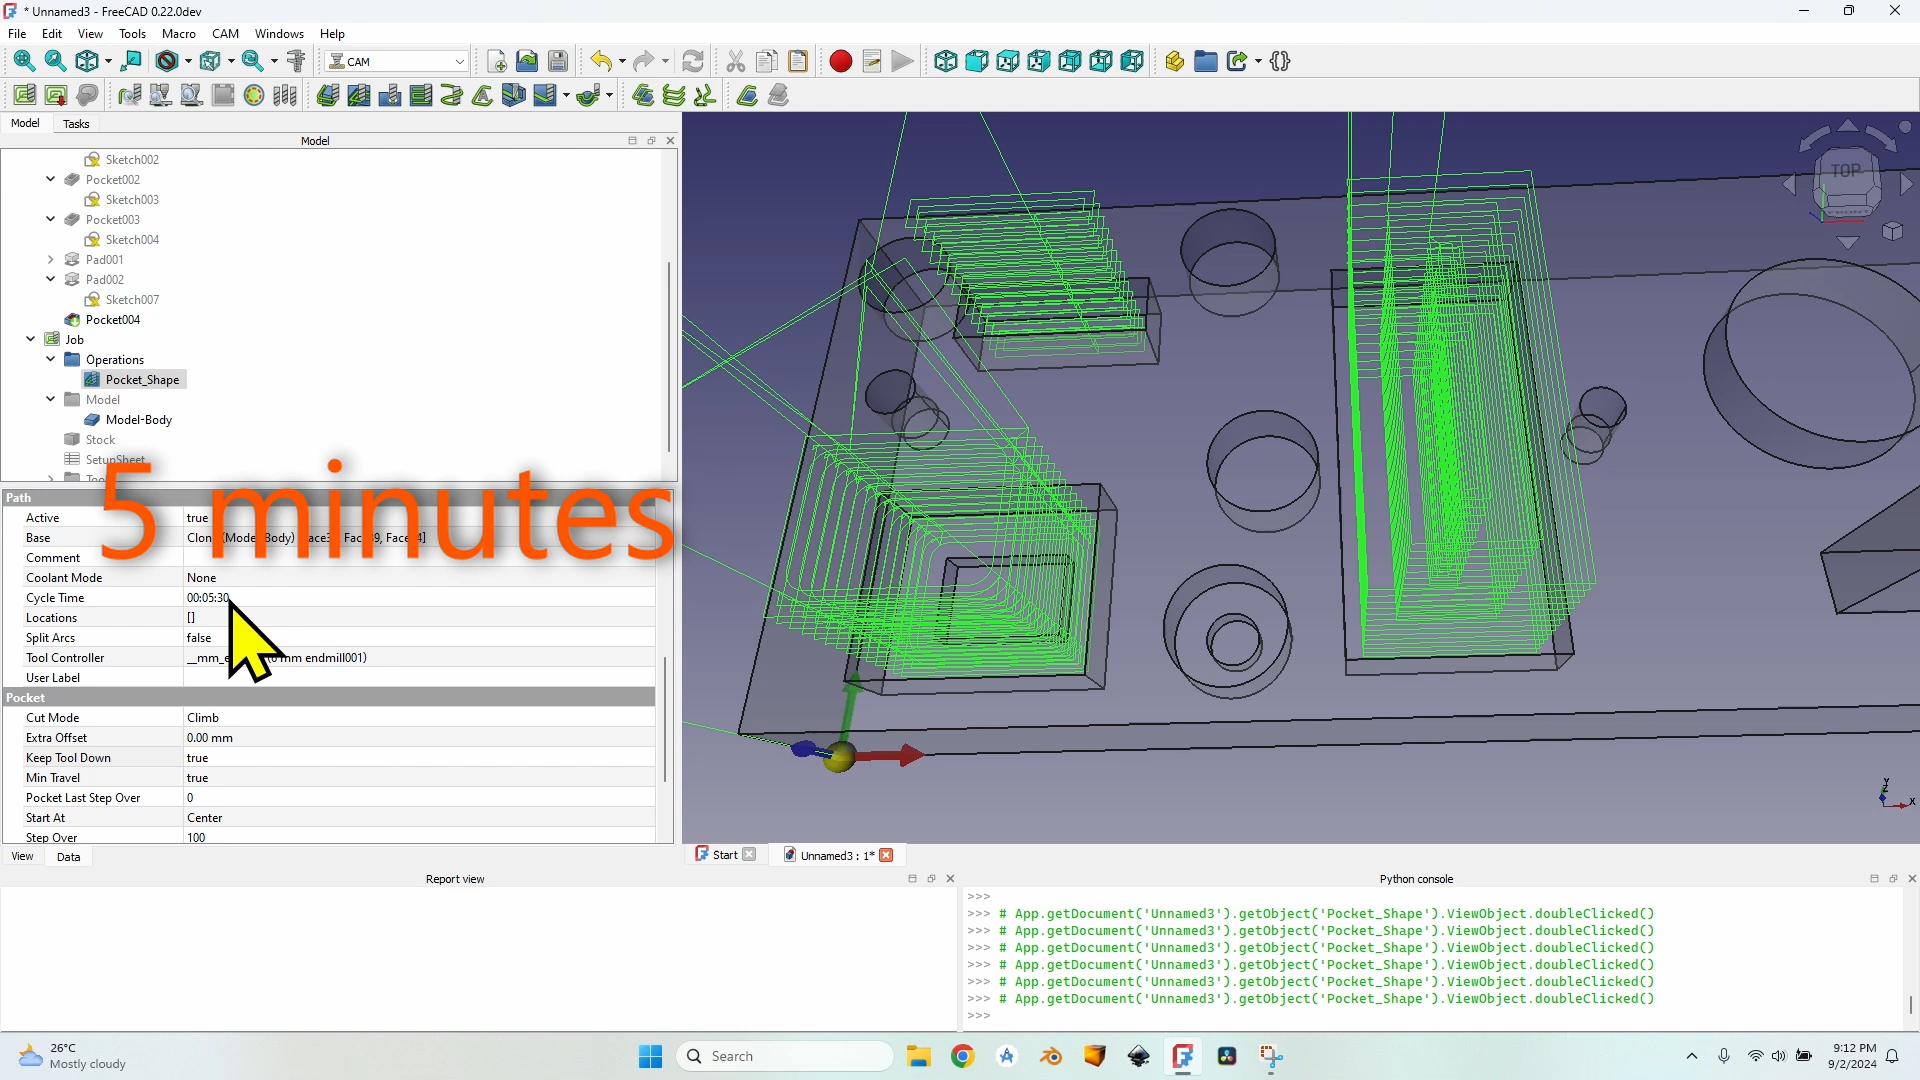 * Unnamed3 - FreeCAD 0.22.0dev
File Edit View Tools Macro CAM Windows Help
CAM
Model Tasks
Model
Sketch002
Pocket002
Sketch003
Pocket003
Sketch004
Pad001
Pad002
Sketch007
Pocket004
Job
Operations
Pocket_Shape
Model
Model-Body
Stock
SetupSheet
5 minutes
Path
Active true
Base
Comment
Coolant Mode None
Cycle Time 00:05:30
Locations []
Split Arcs false
Tool Controller mm endmill001)
User Label
Pocket
Cut Mode Climb
Extra Offset 0.00 mm
Keep Tool Down true
Min Travel true
Pocket Last Step Over 0
Start At Center
Step Over 100
View Data
TOP
Y
Z
X
Start Unnamed3 : 1*
Report view
Python console
>>>
>>> # App.getDocument('Unnamed3').getObject('Pocket_Shape').ViewObject.doubleClicked()
>>> # App.getDocument('Unnamed3').getObject('Pocket_Shape').ViewObject.doubleClicked()
>>> # App.getDocument('Unnamed3').getObject('Pocket_Shape').ViewObject.doubleClicked()
>>> # App.getDocument('Unnamed3').getObject('Pocket_Shape').ViewObject.doubleClicked()
>>> # App.getDocument('Unnamed3').getObject('Pocket_Shape').ViewObject.doubleClicked()
>>> # App.getDocument('Unnamed3').getObject('Pocket_Shape').ViewObject.doubleClicked()
>>>
26°C
Mostly cloudy
Search
9:12 PM
9/2/2024